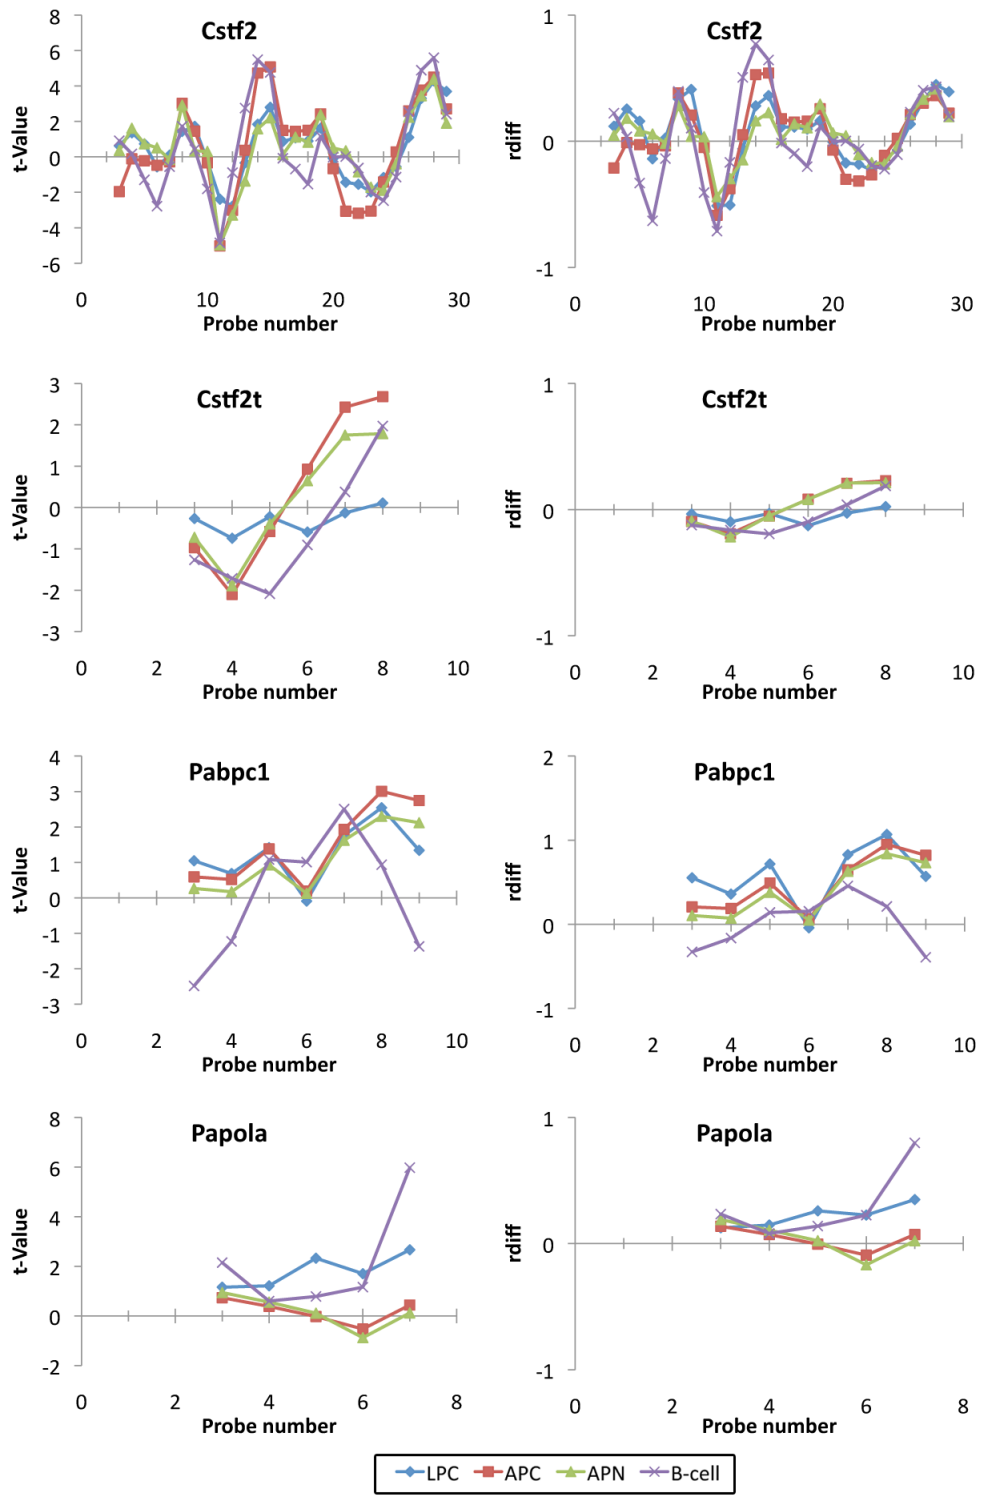 Cstf2
t-Value
8
6
4
2
0
-2
-4
-6
0 10 20 30
Probe number
Cstf2
rdiff
1
0
-1
0 10 20 30
Probe number
Cstf2t
t-Value
3
2
1
0
-1
-2
-3
0 2 4 6 8 10
Probe number
Cstf2t
rdiff
1
0
-1
0 2 4 6 8 10
Probe number
Pabpc1
t-Value
4
3
2
1
0
-1
-2
-3
0 2 4 6 8 10
Probe number
Pabpc1
rdiff
2
1
0
-1
0 2 4 6 8 10
Probe number
Papola
t-Value
8
6
4
2
0
-2
0 2 4 6 8
Probe number
Papola
rdiff
1
0
-1
0 2 4 6 8
Probe number
LPC APC APN B-cell